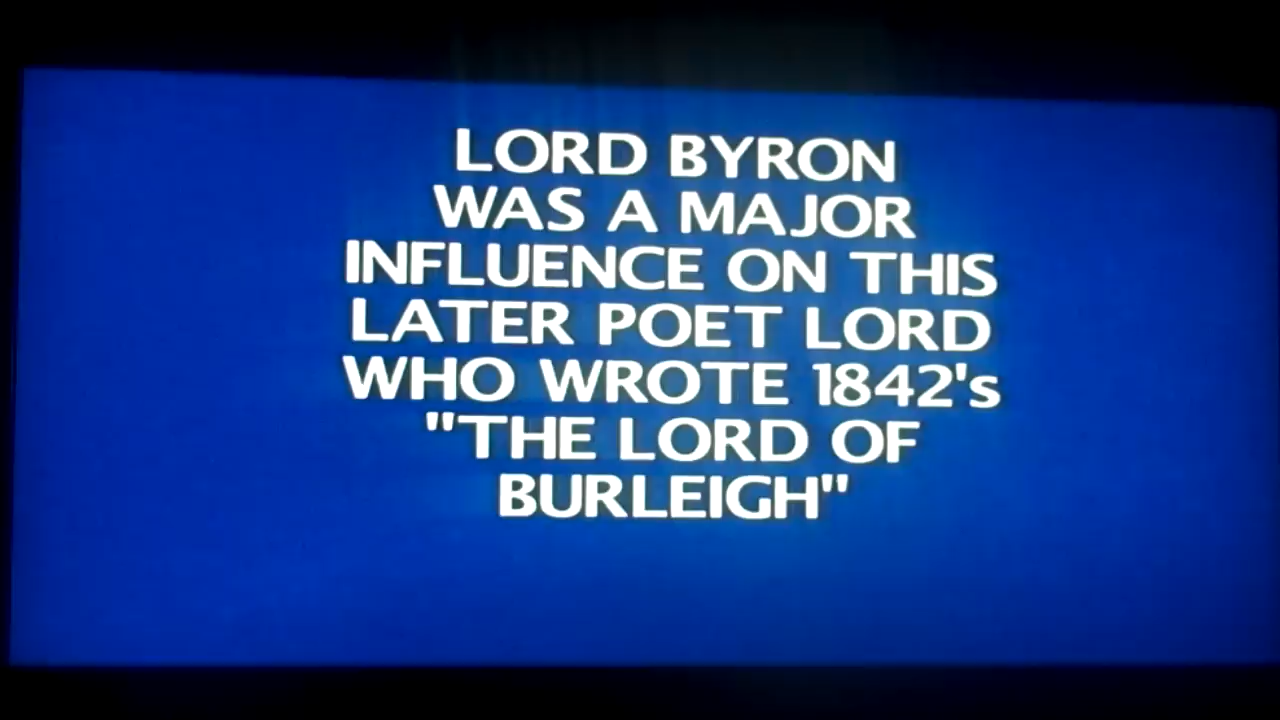 LORD BYRON
WAS A MAJOR
INFLUENCE ON THIS
LATER POET LORD
WHO WROTE 1842's
"THE LORD OF
BURLEIGH"